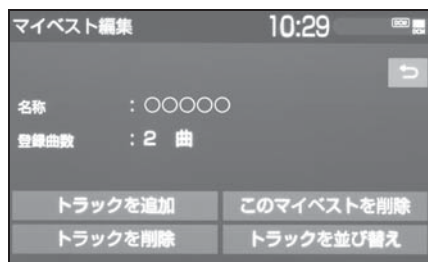 マイベスト編集 10:29 DCM DCM
名称 : ○○○○○
登録曲数 : 2 曲
トラックを追加 このマイベストを削除
トラックを削除 トラックを並び替え